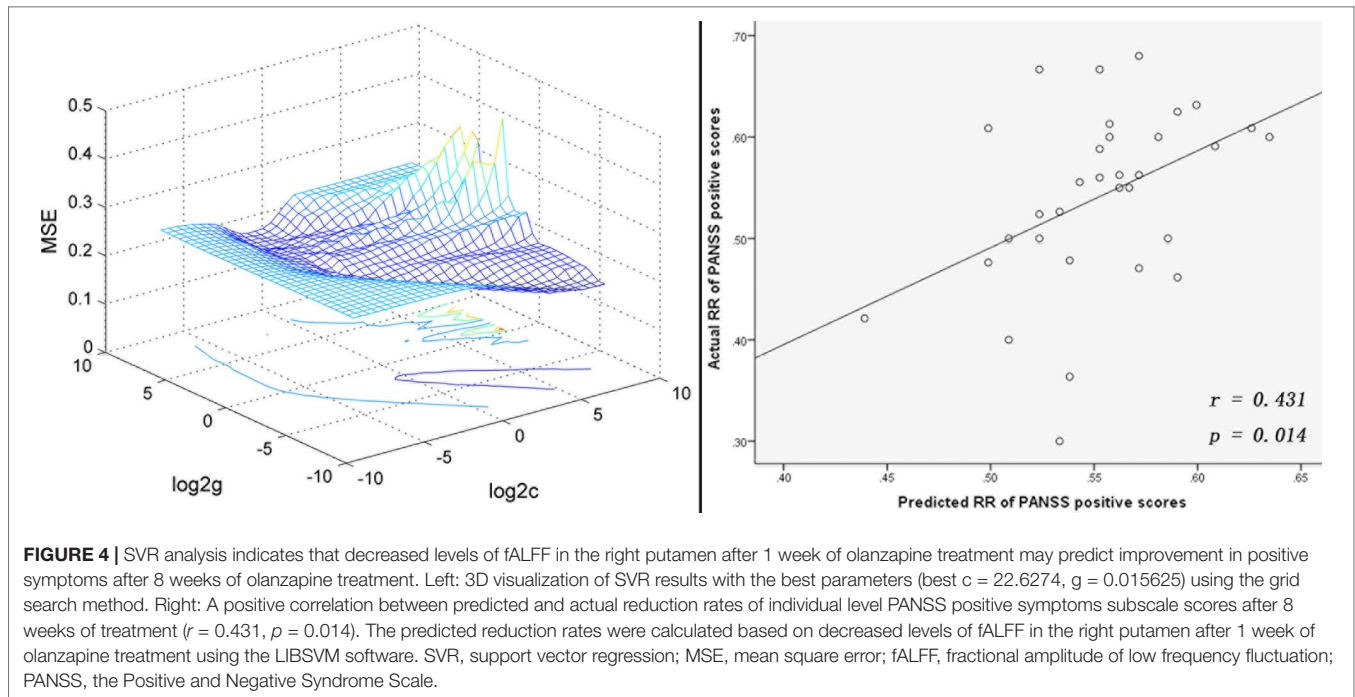 0.5
0.4
0.3
0.2
0.1
0
MSE
10
5
0
-5
-10
log2g
-10
-5
0
5
10
log2c
.70
.60
.50
.40
.30
Actual RR of PANSS positive scores
r = 0.431
p = 0.014
.40 .45 .50 .55 .60 .65
Predicted RR of PANSS positive scores
FIGURE 4 | SVR analysis indicates that decreased levels of fALFF in the right putamen after 1 week of olanzapine treatment may predict improvement in positive
symptoms after 8 weeks of olanzapine treatment. Left: 3D visualization of SVR results with the best parameters (best c = 22.6274, g = 0.015625) using the grid
search method. Right: A positive correlation between predicted and actual reduction rates of individual level PANSS positive symptoms subscale scores after 8
weeks of treatment (r = 0.431, p = 0.014). The predicted reduction rates were calculated based on decreased levels of fALFF in the right putamen after 1 week of
olanzapine treatment using the LIBSVM software. SVR, support vector regression; MSE, mean square error; fALFF, fractional amplitude of low frequency fluctuation;
PANSS, the Positive and Negative Syndrome Scale.